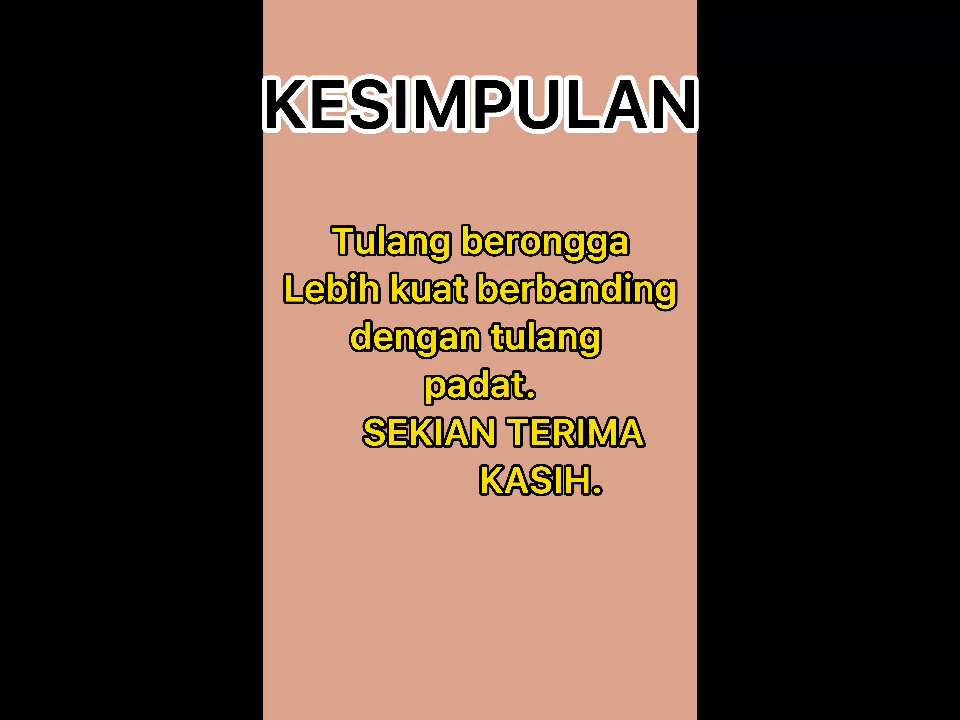 KESIMPULAN
Tulang berongga
Lebih kuat berbanding
dengan tulang
padat.
SEKIAN TERIMA
KASIH.